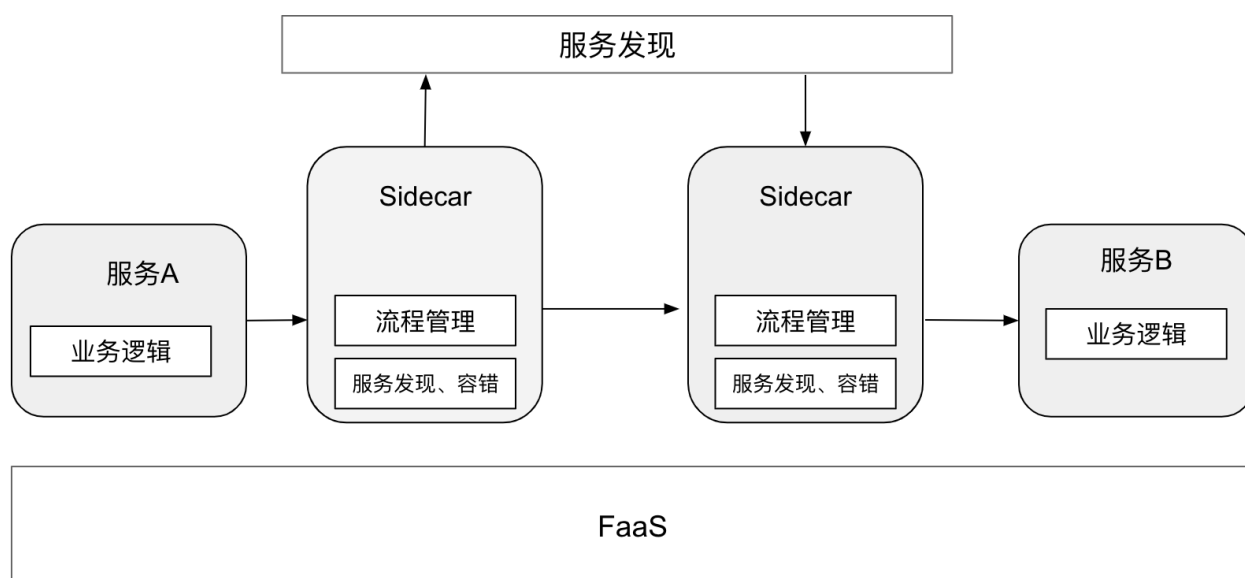 服务发现
Sidecar
Sidecar
服务A
服务B
流程管理
流程管理
业务逻辑
业务逻辑
服务发现、容错
服务发现、容错
FaaS